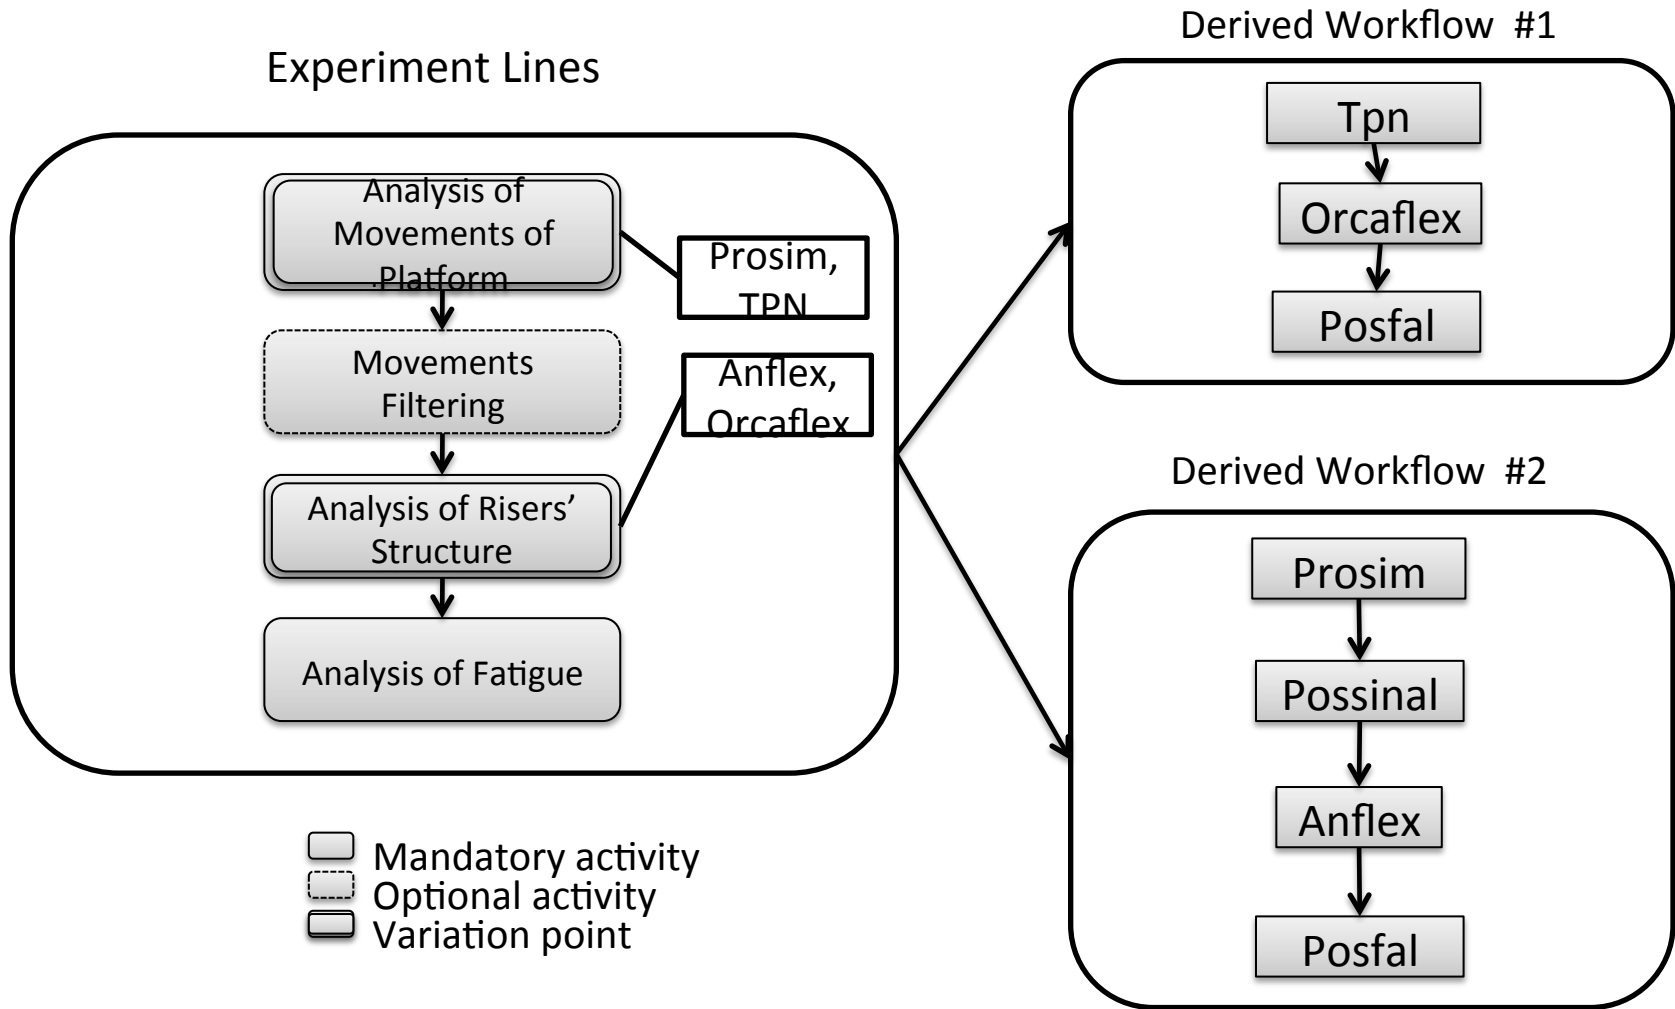 Experiment Lines
Analysis of
Movements of
Platform
Prosim,
TPN
Movements
Filtering
Anflex,
Orcaflex
Analysis of Risers’
Structure
Analysis of Fatigue
Mandatory activity
Optional activity
Variation point
Derived Workflow #1
Tpn
Orcaflex
Posfal
Derived Workflow #2
Prosim
Possinal
Anflex
Posfal